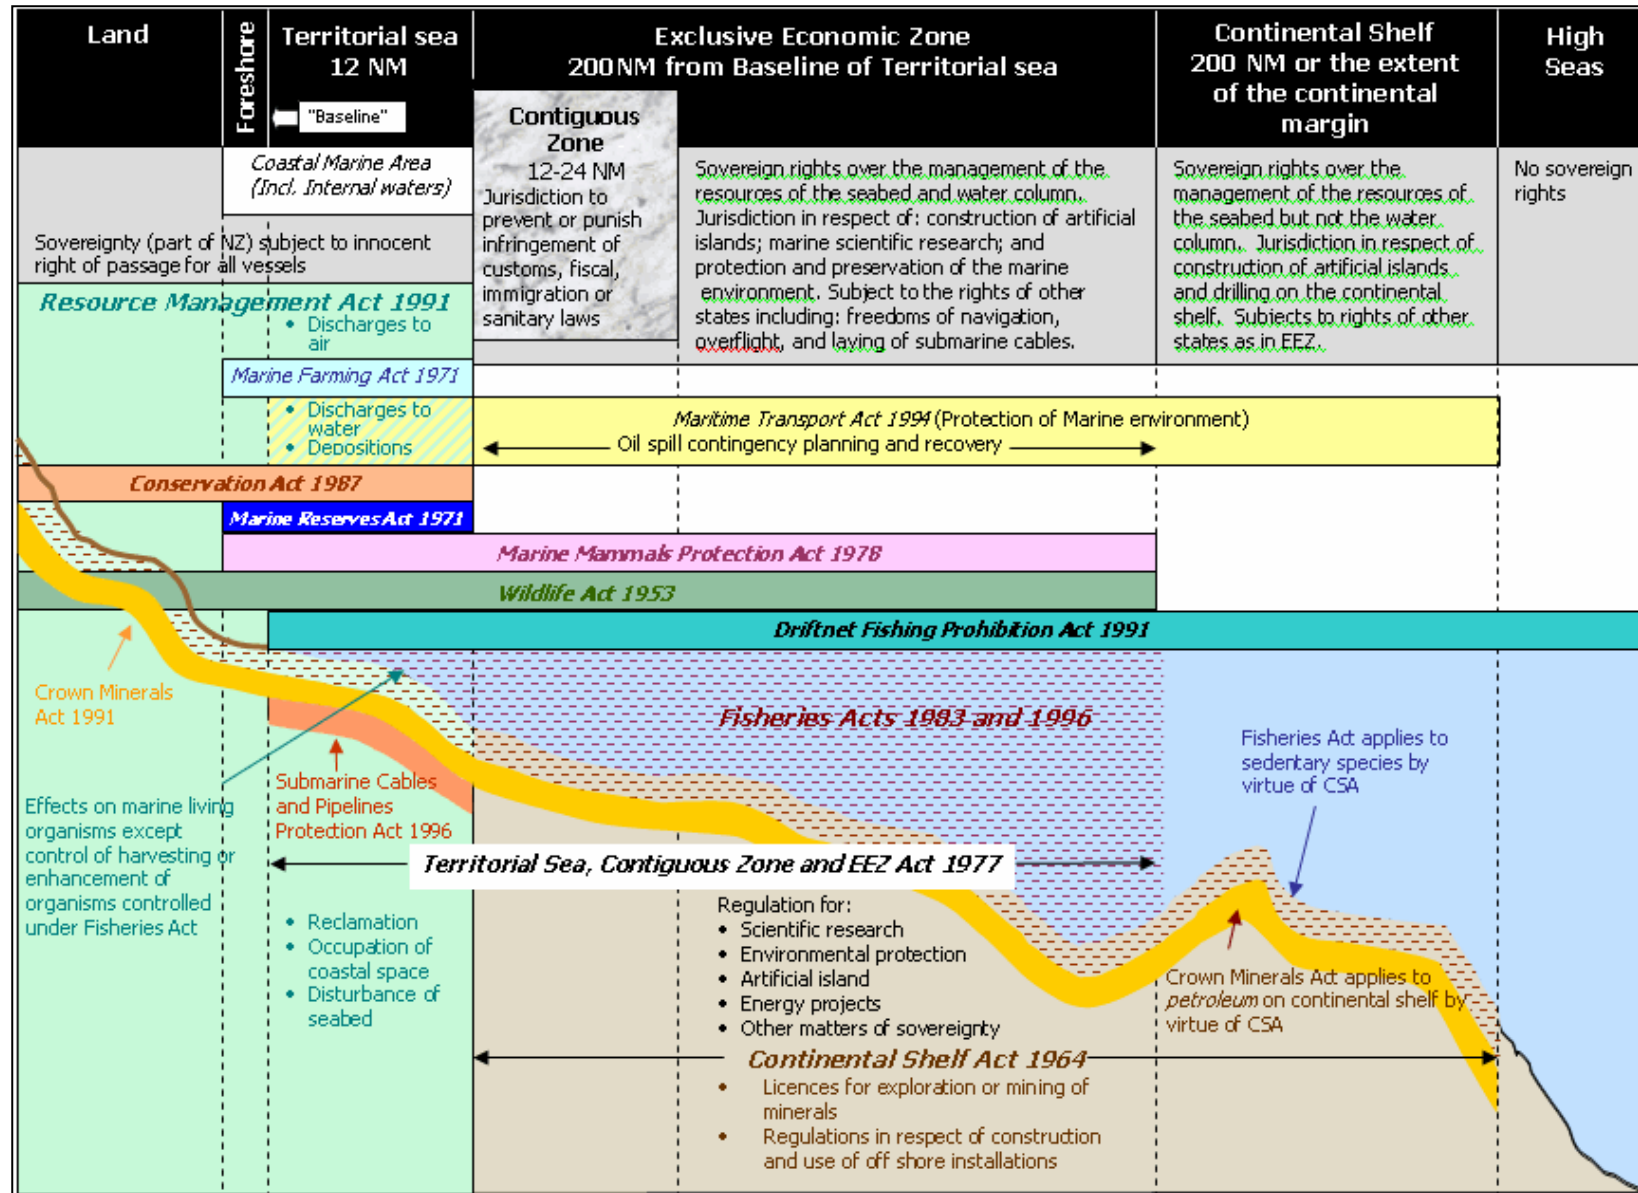 Land
Foreshore
Territorial sea
12 NM
"Baseline"
Exclusive Economic Zone
200NM from Baseline of Territorial sea
Continental Shelf
200 NM or the extent
of the continental
margin
High
Seas
Contiguous
Zone
12-24 NM
Jurisdiction to
prevent or punish
infringement of
customs, fiscal,
immigration or
sanitary laws
Coastal Marine Area
(Incl. Internal waters)
Sovereignty (part of NZ) subject to innocent
right of passage for all vessels
Sovereign rights over the management of the
resources of the seabed and water column.
Jurisdiction in respect of: construction of artificial
islands; marine scientific research; and
protection and preservation of the marine
environment. Subject to the rights of other
states including: freedoms of navigation,
overflight, and laying of submarine cables.
Sovereign rights over the
management of the resources of
the seabed but not the water
column. Jurisdiction in respect of
construction of artificial islands
and drilling on the continental
shelf. Subjects to rights of other
states as in EEZ.
No sovereign
rights
Resource Management Act 1991
• Discharges to
air
Marine Farming Act 1971
• Discharges to
water
• Depositions
Maritime Transport Act 1994 (Protection of Marine environment)
Oil spill contingency planning and recovery
Conservation Act 1987
Marine Reserves Act 1971
Marine Mammals Protection Act 1978
Wildlife Act 1953
Driftnet Fishing Prohibition Act 1991
Crown Minerals
Act 1991
Fisheries Acts 1983 and 1996
Fisheries Act applies to
sedentary species by
virtue of CSA
Submarine Cables
and Pipelines
Protection Act 1996
Effects on marine living
organisms except
control of harvesting or
enhancement of
organisms controlled
under Fisheries Act
Territorial Sea, Contiguous Zone and EEZ Act 1977
• Reclamation
• Occupation of
coastal space
• Disturbance of
seabed
Regulation for:
• Scientific research
• Environmental protection
• Artificial island
• Energy projects
• Other matters of sovereignty
Crown Minerals Act applies to
petroleum on continental shelf by
virtue of CSA
Continental Shelf Act 1964
• Licences for exploration or mining of
minerals
• Regulations in respect of construction
and use of off shore installations